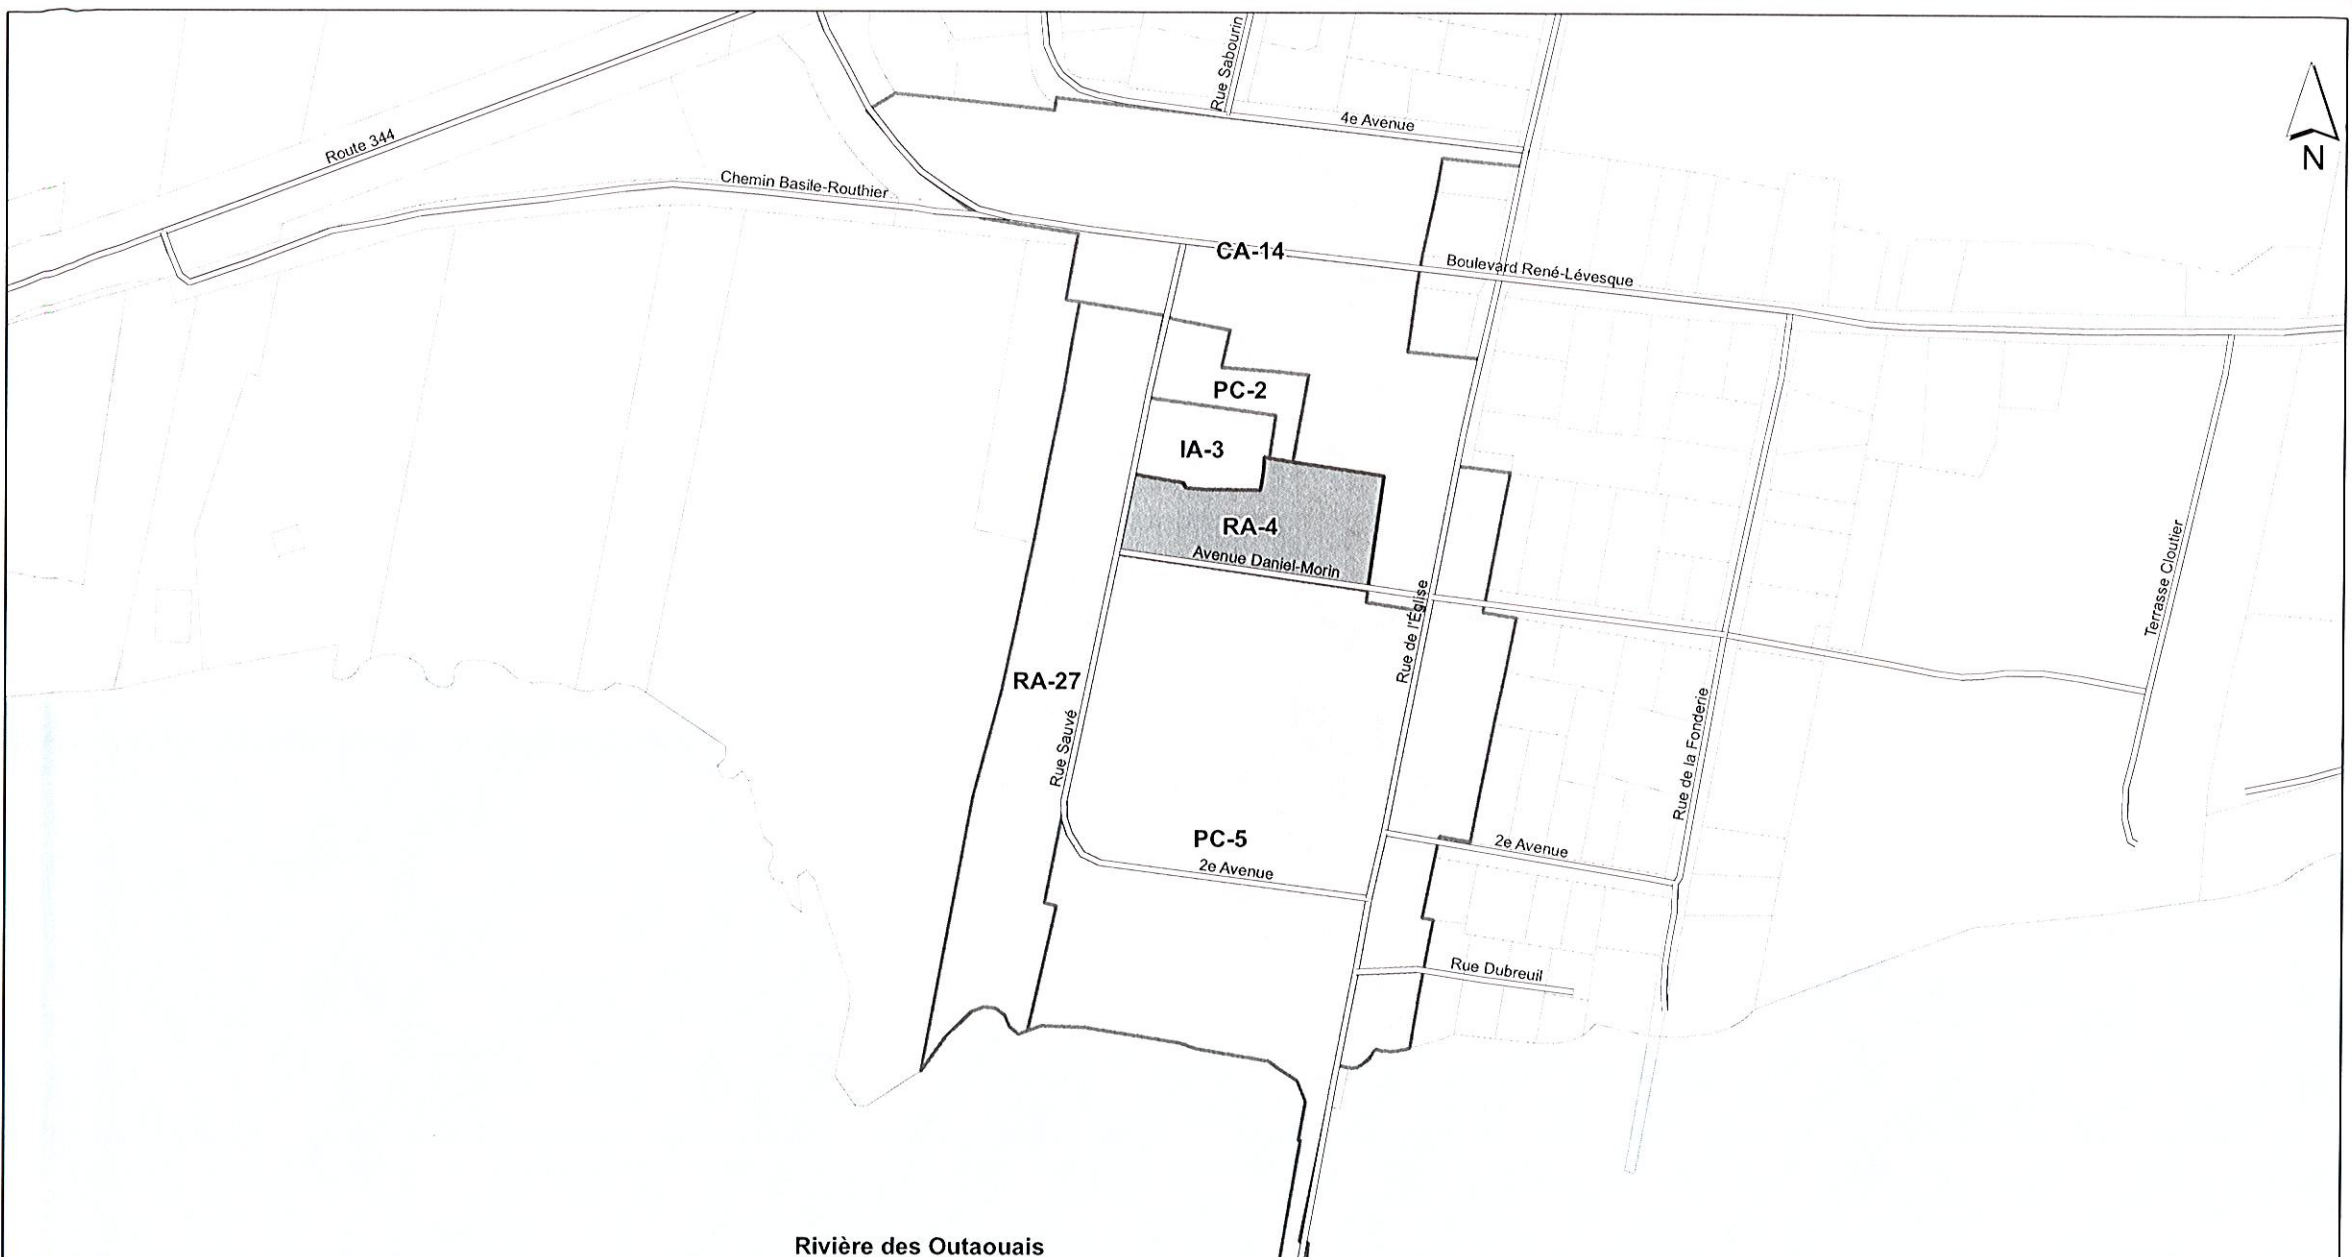 Rue Sabourin
4e Avenue
Route 344
N
Chemin Basile-Routhier
CA-14
Boulevard René-Lévesque
PC-2
IA-3
RA-4
Avenue Daniel-Morin
Rue de l'Église
Terrasse Cloutier
RA-27
Rue Sauvé
Rue de la Fonderie
PC-5
2e Avenue
2e Avenue
Rue Dubreuil
Rivière des Outaouais